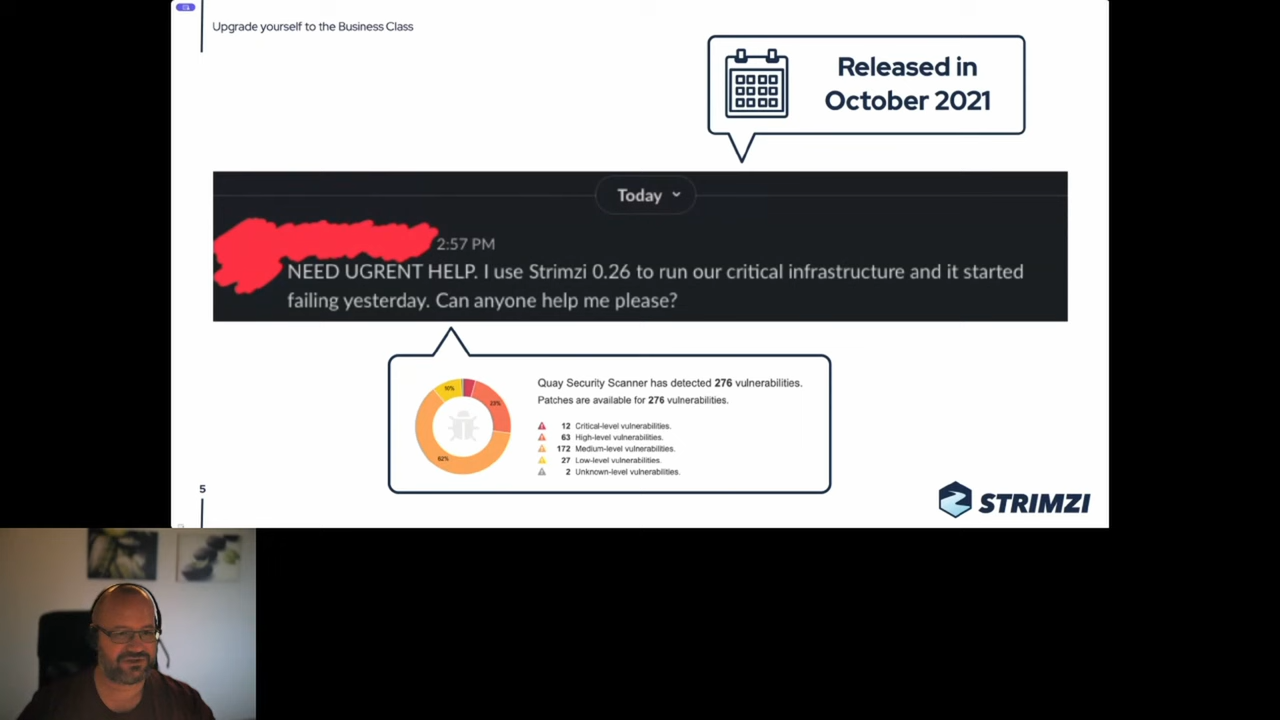 Upgrade yourself to the Business Class
Released in
October 2021
Today
2:57 PM
NEED UGRENT HELP. I use Strimzi 0.26 to run our critical infrastructure and it started
failing yesterday. Can anyone help me please?
10%
23%
62%
Quay Security Scanner has detected 276 vulnerabilities.
Patches are available for 276 vulnerabilities.
12 Critical-level vulnerabilities.
63 High-level vulnerabilities.
172 Medium-level vulnerabilities.
27 Low-level vulnerabilities.
2 Unknown-level vulnerabilities.
5
STRIMZI